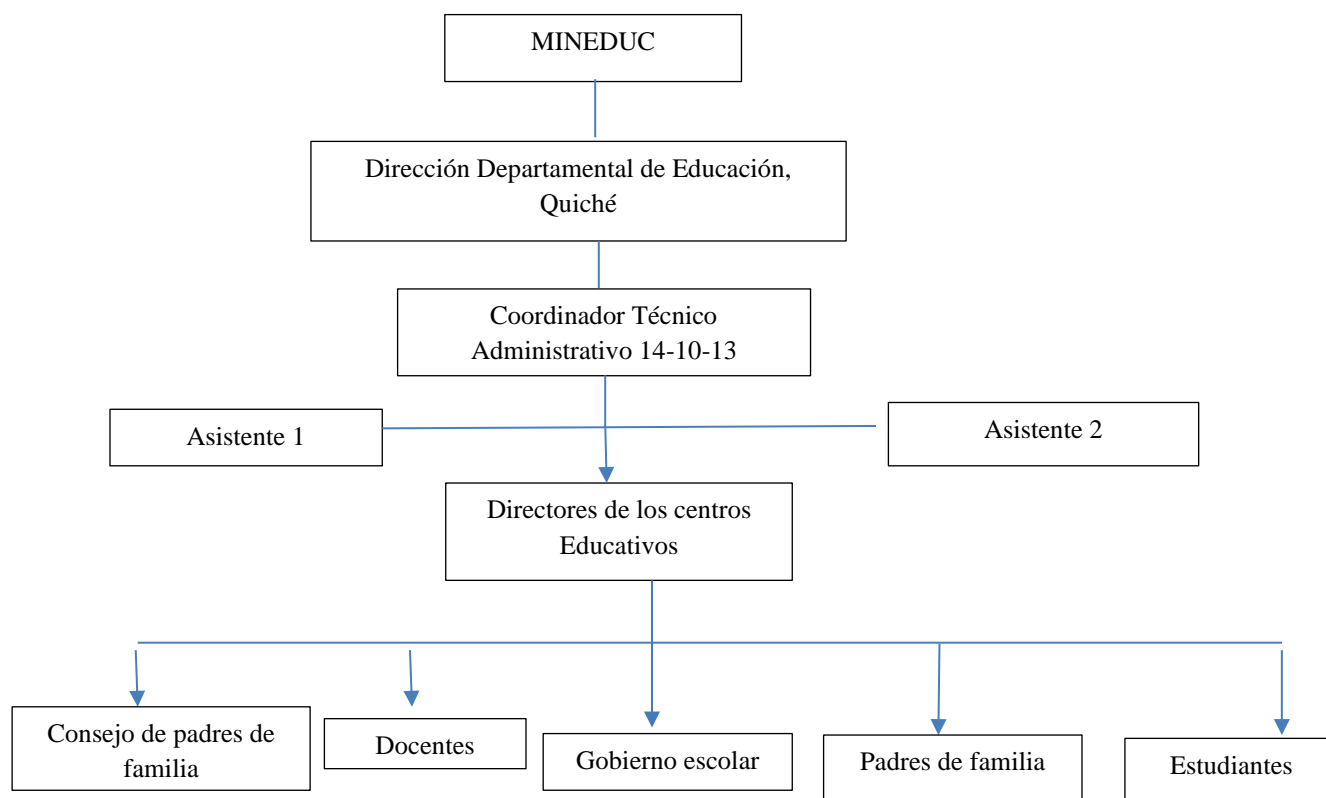 MINEDUC
Dirección Departamental de Educación,
Quiché
Coordinador Técnico
Administrativo 14-10-13
Asistente 1
Asistente 2
Directores de los centros
Educativos
Consejo de padres de
familia
Docentes
Gobierno escolar
Padres de familia
Estudiantes